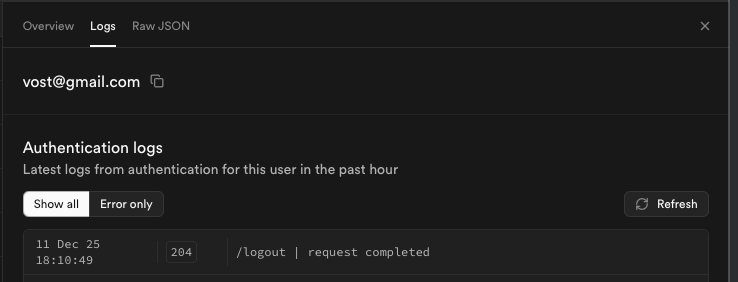 Overview Logs Raw JSON
vost@gmail.com
Authentication logs
Latest logs from authentication for this user in the past hour
Show all Error only Refresh
11 Dec 25
18:10:49 204 /logout | request completed